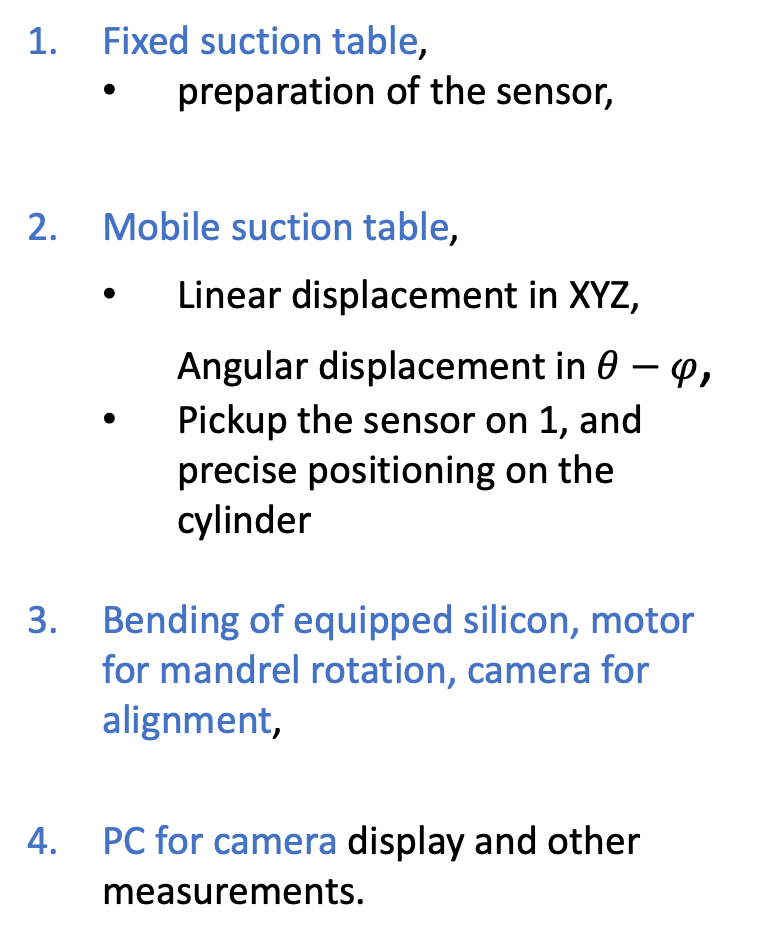 1. Fixed suction table,
• preparation of the sensor,
2. Mobile suction table,
• Linear displacement in XYZ,
Angular displacement in θ − φ,
• Pickup the sensor on 1, and
precise positioning on the
cylinder
3. Bending of equipped silicon, motor
for mandrel rotation, camera for
alignment,
4. PC for camera display and other
measurements.